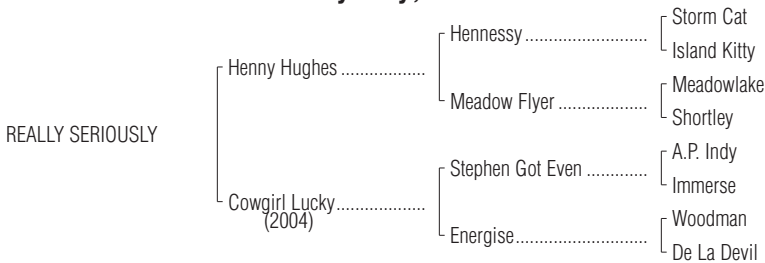 Storm Cat
Hennessy
Island Kitty
Henny Hughes
Meadowlake
Meadow Flyer
Shortley
REALLY SERIOUSLY
A.P. Indy
Stephen Got Even
Immerse
Cowgirl Lucky
(2004)
Woodman
Energise
De La Devil